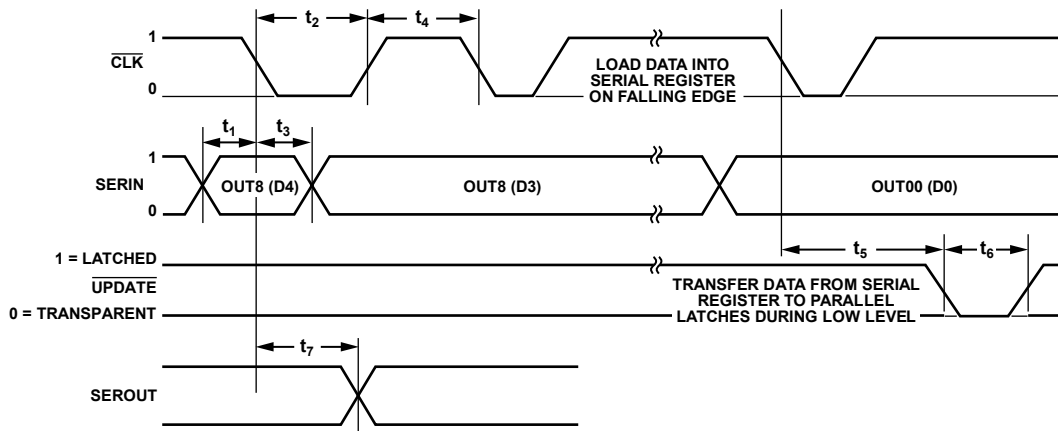 t2
t4
1
CLK
0
LOAD DATA INTO
SERIAL REGISTER
ON FALLING EDGE
t1
t3
1
SERIN
0
OUT8 (D4)
OUT8 (D3)
OUT00 (D0)
t5
t6
1 = LATCHED
UPDATE
0 = TRANSPARENT
TRANSFER DATA FROM SERIAL
REGISTER TO PARALLEL
LATCHES DURING LOW LEVEL
t7
SEROUT